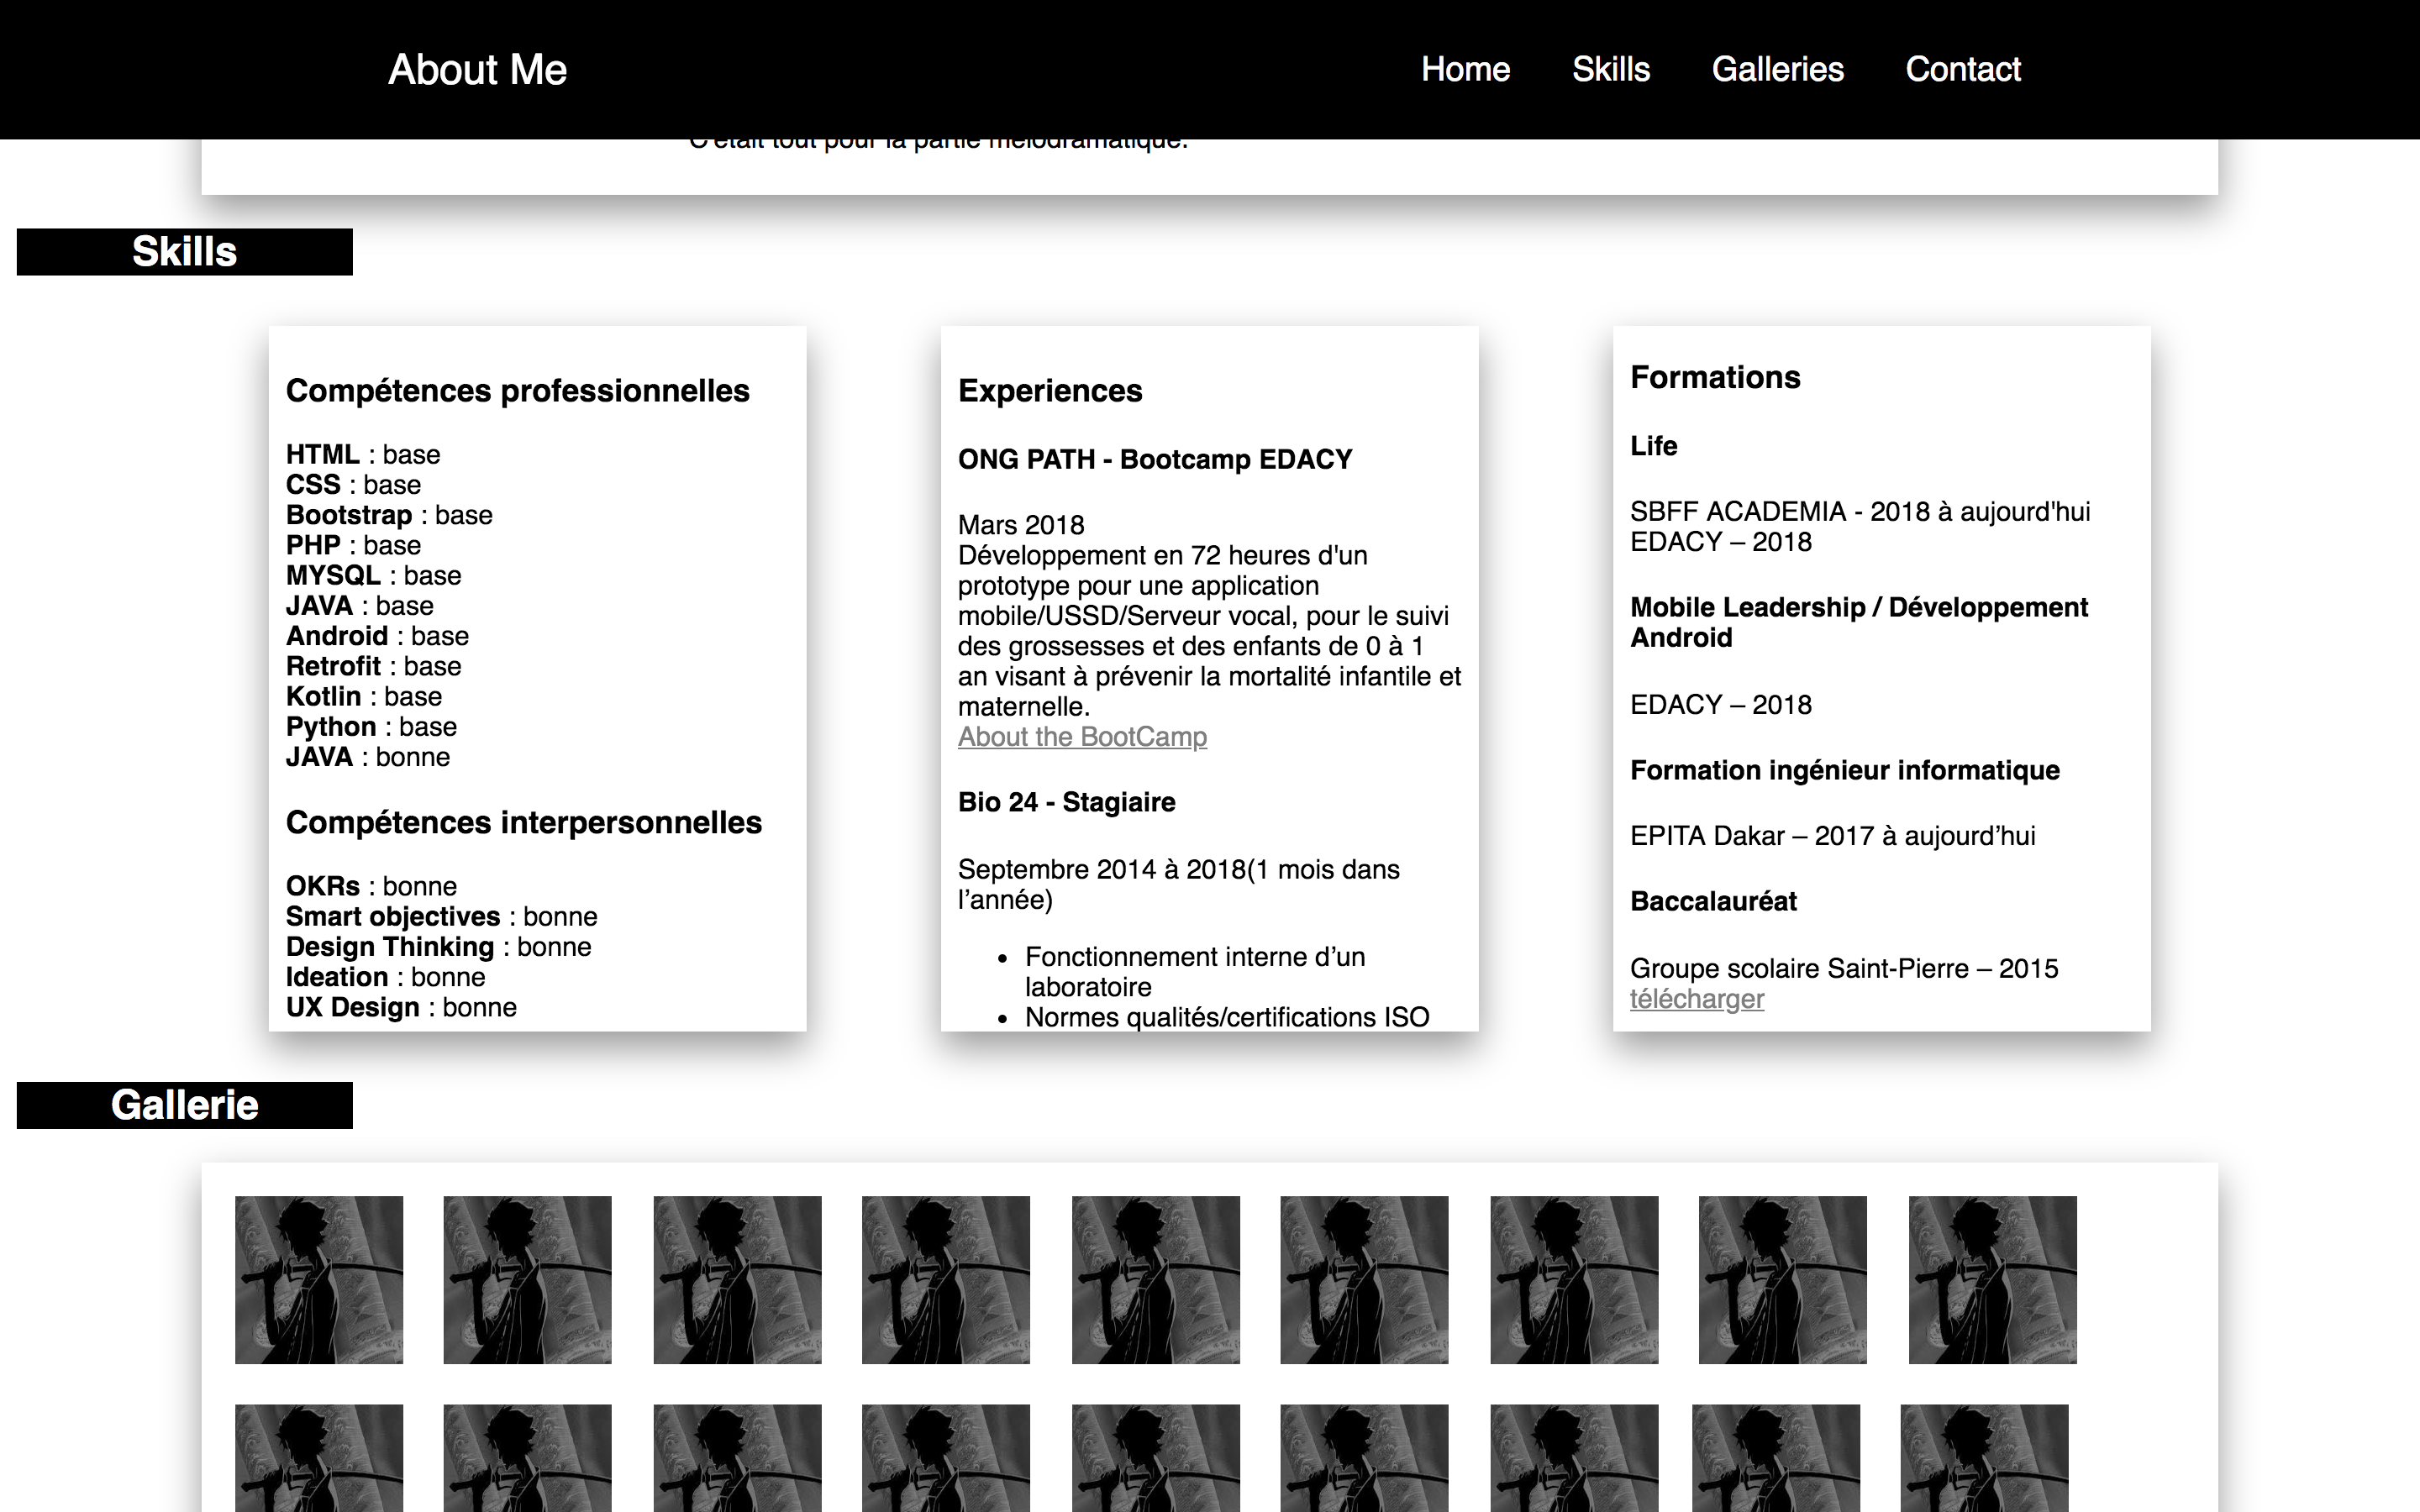 About Me
Home
Skills
Galleries
Contact
C'était tout pour la partie mélodramatique.
Skills
Compétences professionnelles
HTML : base
CSS : base
Bootstrap : base
PHP : base
MYSQL : base
JAVA : base
Android : base
Retrofit : base
Kotlin : base
Python : base
JAVA : bonne
Compétences interpersonnelles
OKRs : bonne
Smart objectives : bonne
Design Thinking : bonne
Ideation : bonne
UX Design : bonne
Experiences
ONG PATH - Bootcamp EDACY
Mars 2018
Développement en 72 heures d'un
prototype pour une application
mobile/USSD/Serveur vocal, pour le suivi
des grossesses et des enfants de 0 à 1
an visant à prévenir la mortalité infantile et
maternelle.
About the BootCamp
Bio 24 - Stagiaire
Septembre 2014 à 2018(1 mois dans
l’année)
• Fonctionnement interne d’un
laboratoire
• Normes qualités/certifications ISO
Formations
Life
SBFF ACADEMIA - 2018 à aujourd'hui
EDACY – 2018
Mobile Leadership / Développement
Android
EDACY – 2018
Formation ingénieur informatique
EPITA Dakar – 2017 à aujourd’hui
Baccalauréat
Groupe scolaire Saint-Pierre – 2015
télécharger
Gallerie